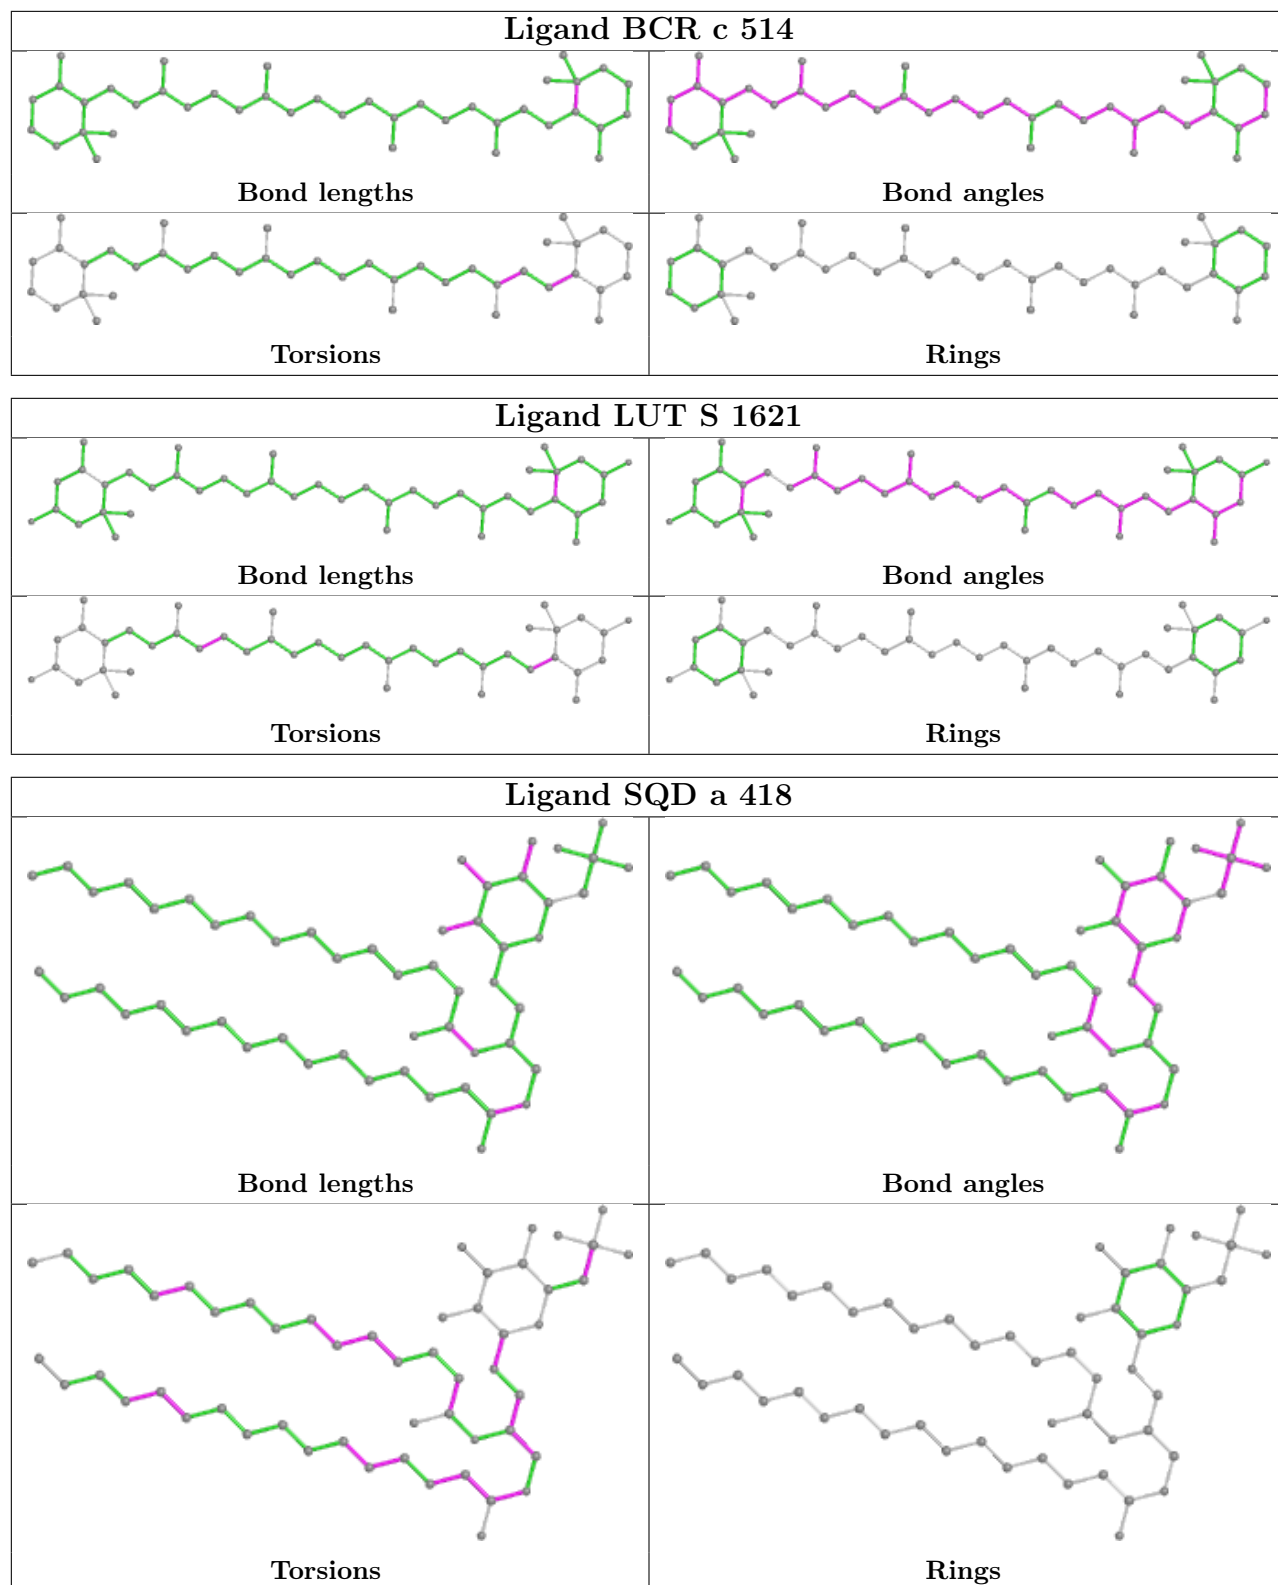 Ligand BCR c 514
Bond lengths
Bond angles
Torsions
Rings
Ligand LUT S 1621
Bond lengths
Bond angles
Torsions
Rings
Ligand SQD a 418
Bond lengths
Bond angles
Torsions
Rings